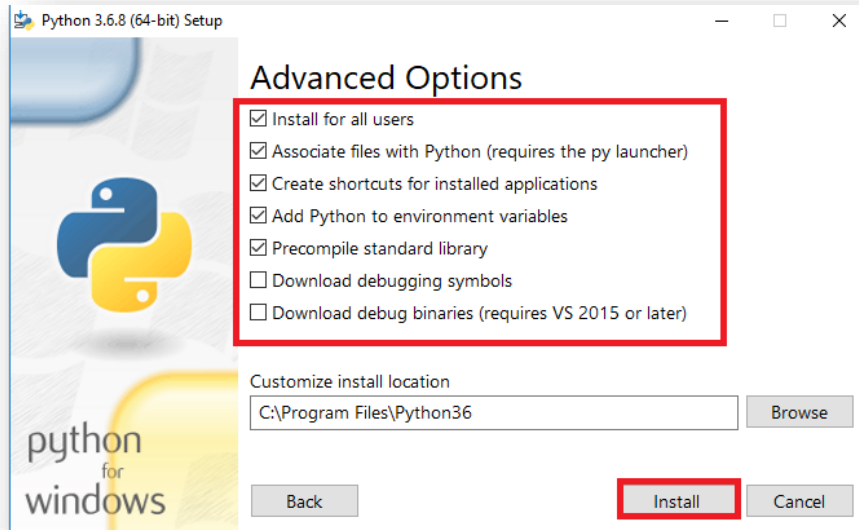 Python 3.6.8 (64-bit) Setup
Advanced Options
Install for all users
Associate files with Python (requires the py launcher)
Create shortcuts for installed applications
Add Python to environment variables
Precompile standard library
Download debugging symbols
Download debug binaries (requires VS 2015 or later)
Customize install location
C:\Program Files\Python36
Browse
python
for
windows
Back
Install
Cancel